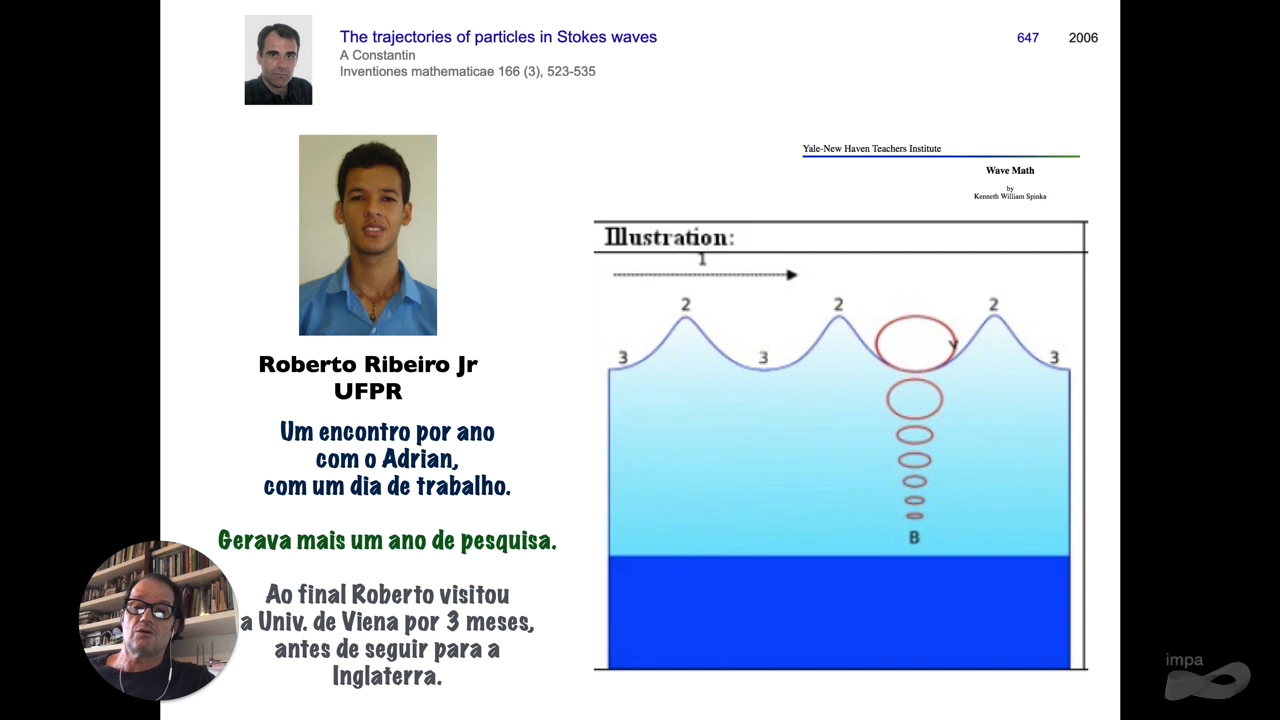 The trajectories of particles in Stokes waves
647
2006
A Constantin
Inventiones mathematicae 166 (3), 523-535
Yale-New Haven Teachers Institute
Wave Math
by
Kenneth William Spinka
Illustration:
1
2
2
2
3
3
3
B
Roberto Ribeiro Jr
UFPR
Um encontro por ano
com o Adrian,
com um dia de trabalho.
Gerava mais um ano de pesquisa.
Ao final Roberto visitou
a Univ. de Viena por 3 meses,
antes de seguir para a
Inglaterra.
impa